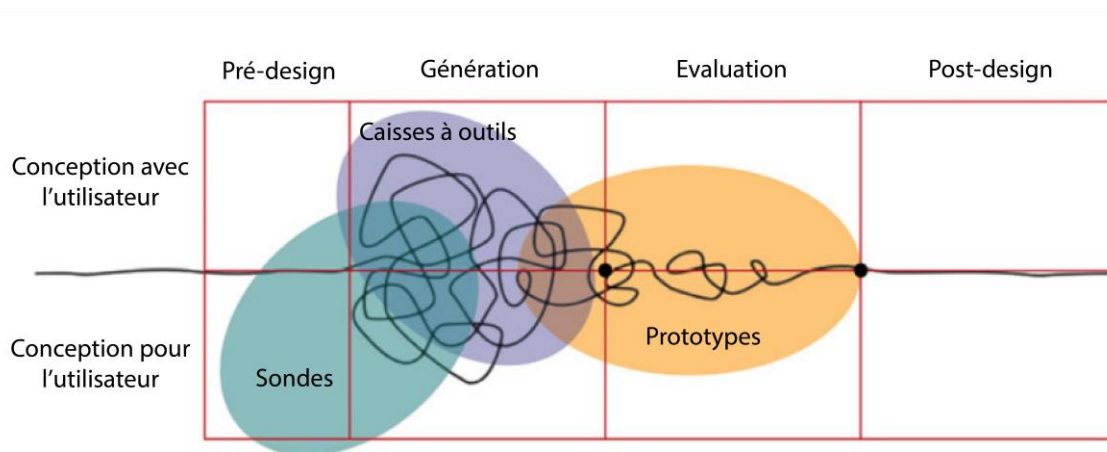 Pré-design
Génération
Evaluation
Post-design
Caisses à outils
Conception avec
l'utilisateur
Conception pour
l'utilisateur
Sondes
Prototypes